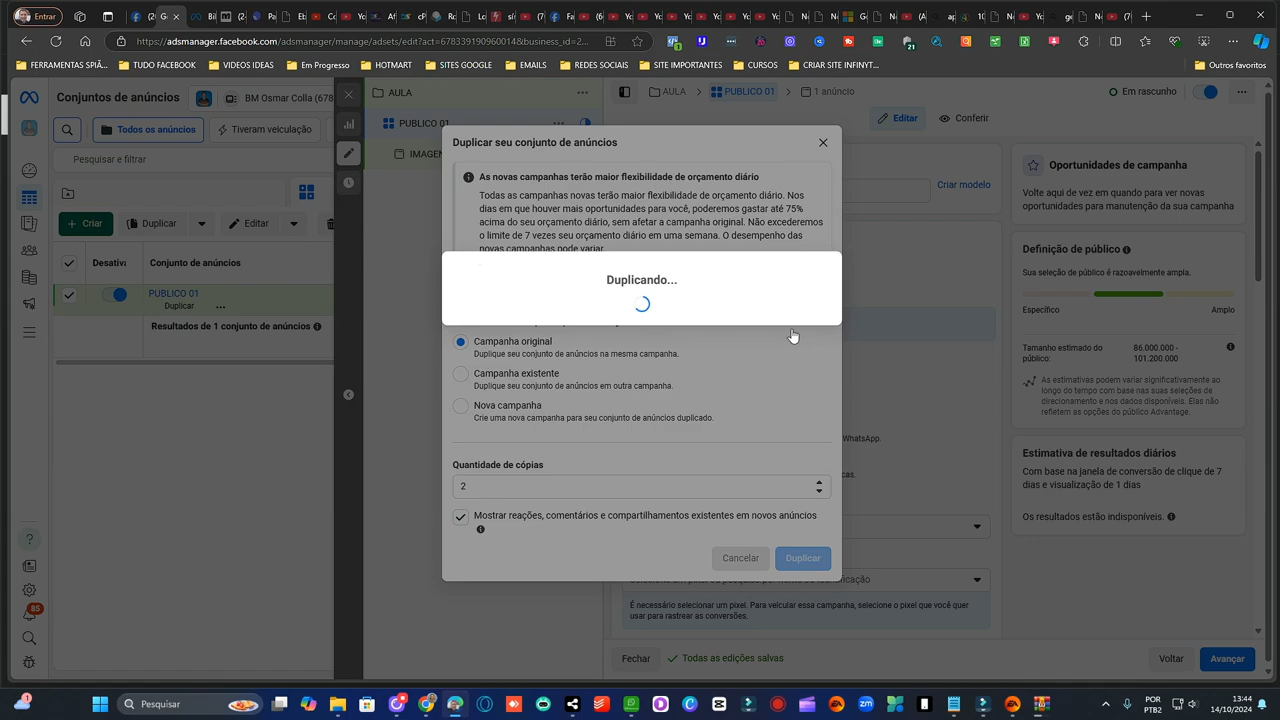 Entrar
https://adsmanager.facebook.com/adsmanager/manage/adsets/edit?act=678339190960014&business_id=2...
FERRAMENTAS SPIÃ...
TUDO FACEBOOK
VIDEOS IDEAS
Em Progresso
HOTMART
SITES GOOGLE
EMAILS
REDES SOCIAIS
SITE IMPORTANTES
CURSOS
CRIAR SITE INFINYT...
Outros favoritos
Conjuntos de anúncios
BM Osmar Colla (678
Todos os anúncios
Tiveram veiculação
Pesquisar e filtrar
Criar
Duplicar
Editar
Desativ
Conjunto de anúncios
PUBLICO 01
Duplicar
...
Resultados de 1 conjunto de anúncios
85
AULA
PUBLICO 01
IMAGEN
AULA
PUBLICO 01
1 anúncio
Em rascunho
Editar
Conferir
Criar modelo
Duplicar seu conjunto de anúncios
As novas campanhas terão maior flexibilidade de orçamento diário
Todas as campanhas novas terão maior flexibilidade de orçamento diário. Nos
dias em que houver mais oportunidades para você, poderemos gastar até 75%
acima do seu orçamento diário, sem afetar a campanha original. Não excederemos
o limite de 7 vezes seu orçamento diário em uma semana. O desempenho das
novas campanhas pode variar.
Duplicando...
Campanha original
Duplique seu conjunto de anúncios na mesma campanha.
Campanha existente
Duplique seu conjunto de anúncios em outra campanha.
Nova campanha
Crie uma nova campanha para seu conjunto de anúncios duplicado.
Quantidade de cópias
2
Mostrar reações, comentários e compartilhamentos existentes em novos anúncios
Cancelar
Duplicar
WhatsApp.
cas.
É necessário selecionar um pixel. Para veicular essa campanha, selecione o pixel que você quer
usar para rastrear as conversões.
Fechar
Todas as edições salvas
Voltar
Avançar
Oportunidades de campanha
Volte aqui de vez em quando para ver novas
oportunidades para manutenção da sua campanha
Definição de público
Sua seleção de público é razoavelmente ampla.
Específico
Amplo
Tamanho estimado do
público:
86.000.000 -
101.200.000
As estimativas podem variar significativamente ao
longo do tempo com base nas suas seleções de
direcionamento e nos dados disponíveis. Elas não
refletem as opções do público Advantage.
Estimativa de resultados diários
Com base na janela de conversão de clique de 7
dias e visualização de 1 dias
Os resultados estão indisponíveis.
1
Pesquisar
POR
PTB2
13:44
14/10/2024